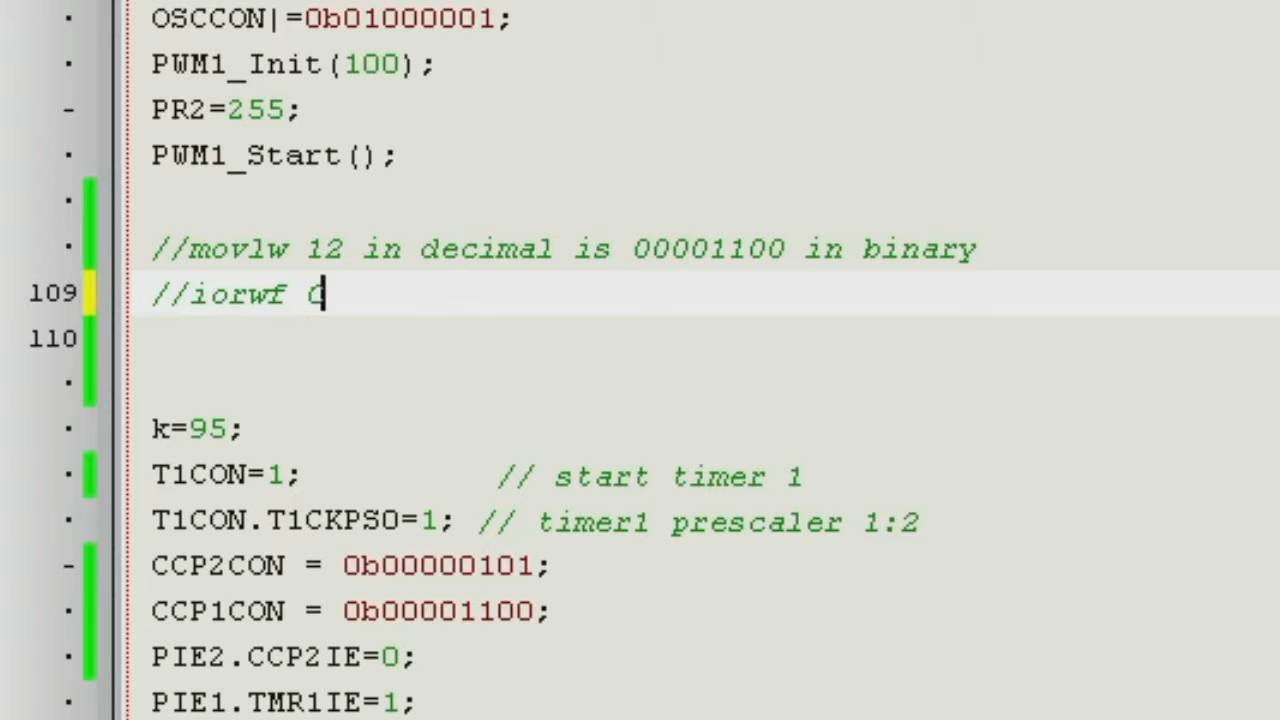 OSCCON|=0b01000001;
PWM1_Init(100);
PR2=255;
PWM1_Start();
//movlw 12 in decimal is 00001100 in binary
109 //iorwf C
110
k=95;
T1CON=1; // start timer 1
T1CON.T1CKPS0=1; // timer1 prescaler 1:2
CCP2CON = 0b00000101;
CCP1CON = 0b00001100;
PIE2.CCP2IE=0;
PIE1.TMR1IE=1;